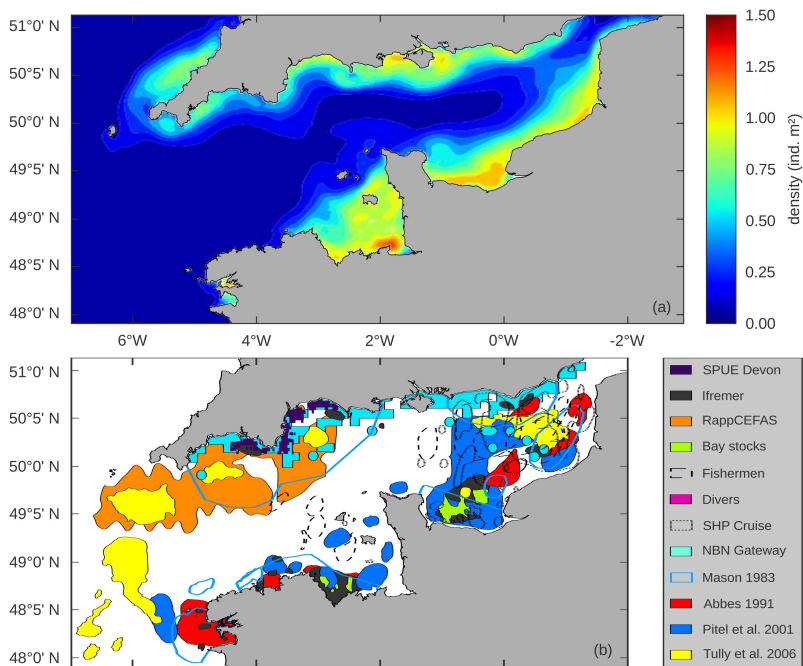 51°0' N
50°5' N
50°0' N
49°5' N
49°0' N
48°5' N
48°0' N
(a)
6°W
4°W
2°W
0°W
-2°W
1.50
1.25
1.00
0.75
0.50
0.25
0.00
density (ind. m²)
51°0' N
50°5' N
50°0' N
49°5' N
49°0' N
48°5' N
48°0' N
(b)
SPUE Devon
Ifremer
RappCEFAS
Bay stocks
Fishermen
Divers
SHP Cruise
NBN Gateway
Mason 1983
Abbes 1991
Pitel et al. 2001
Tully et al. 2006